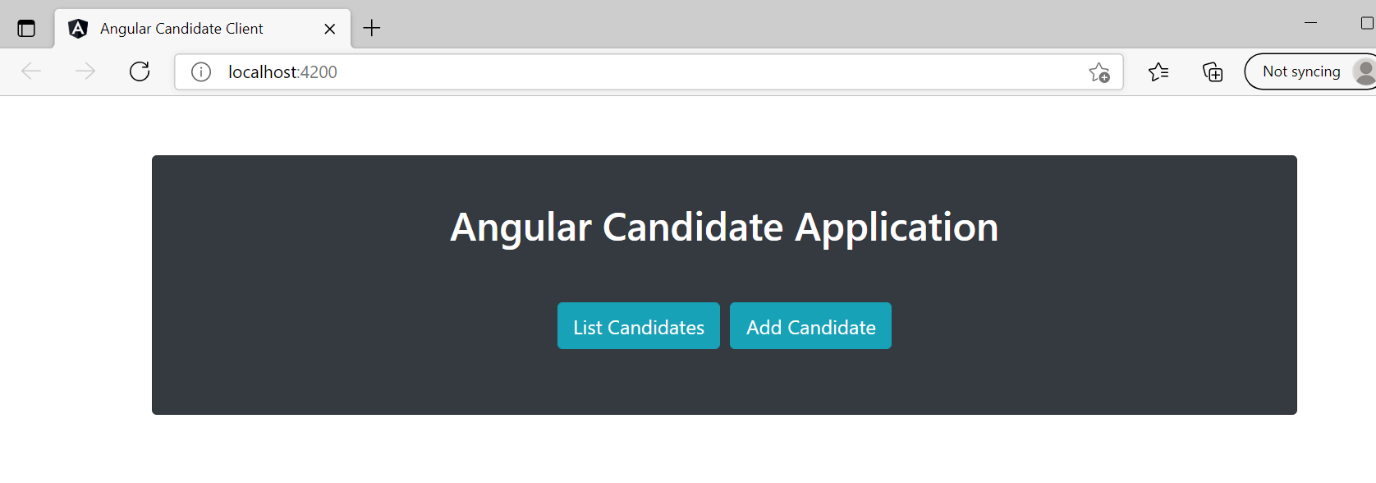 Angular Candidate Client
localhost:4200
Not syncing
Angular Candidate Application
List Candidates
Add Candidate